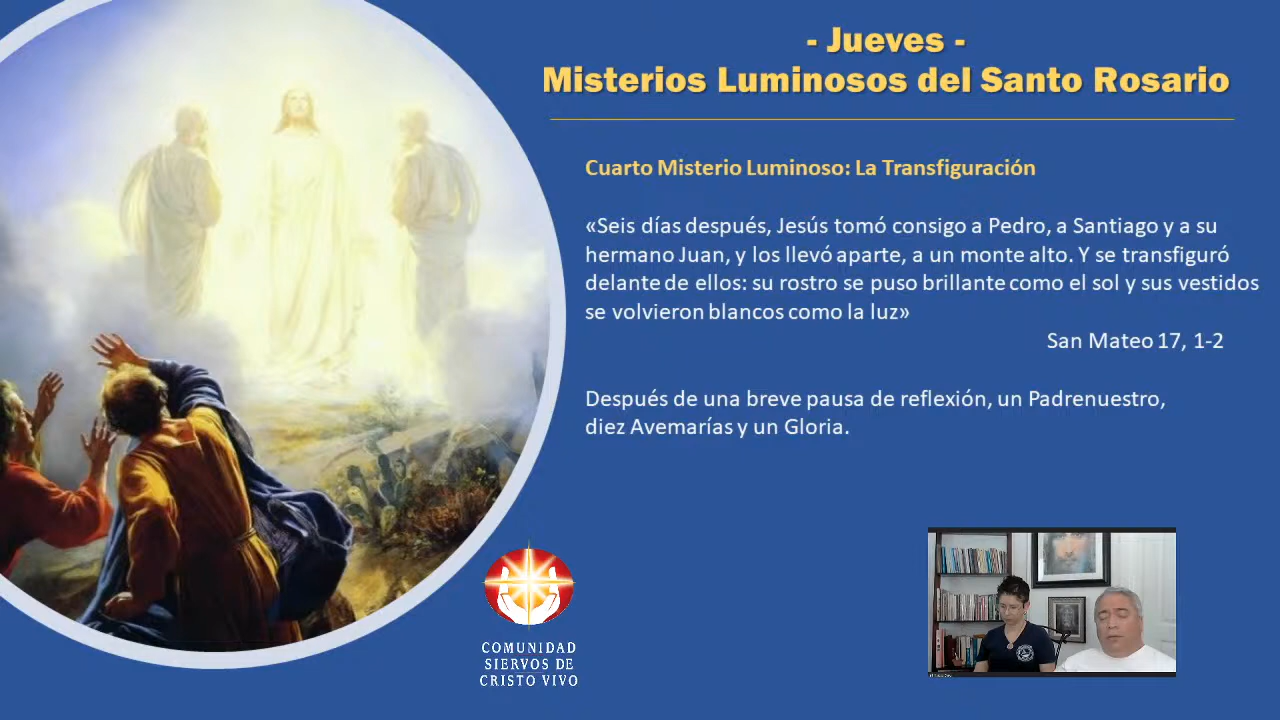 - Jueves -
Misterios Luminosos del Santo Rosario
Cuarto Misterio Luminoso: La Transfiguración
«Seis días después, Jesús tomó consigo a Pedro, a Santiago y a su
hermano Juan, y los llevó aparte, a un monte alto. Y se transfiguró
delante de ellos: su rostro se puso brillante como el sol y sus vestidos
se volvieron blancos como la luz»
San Mateo 17, 1-2
Después de una breve pausa de reflexión, un Padrenuestro,
diez Avemarías y un Gloria.
COMUNIDAD
SIERVOS DE
CRISTO VIVO